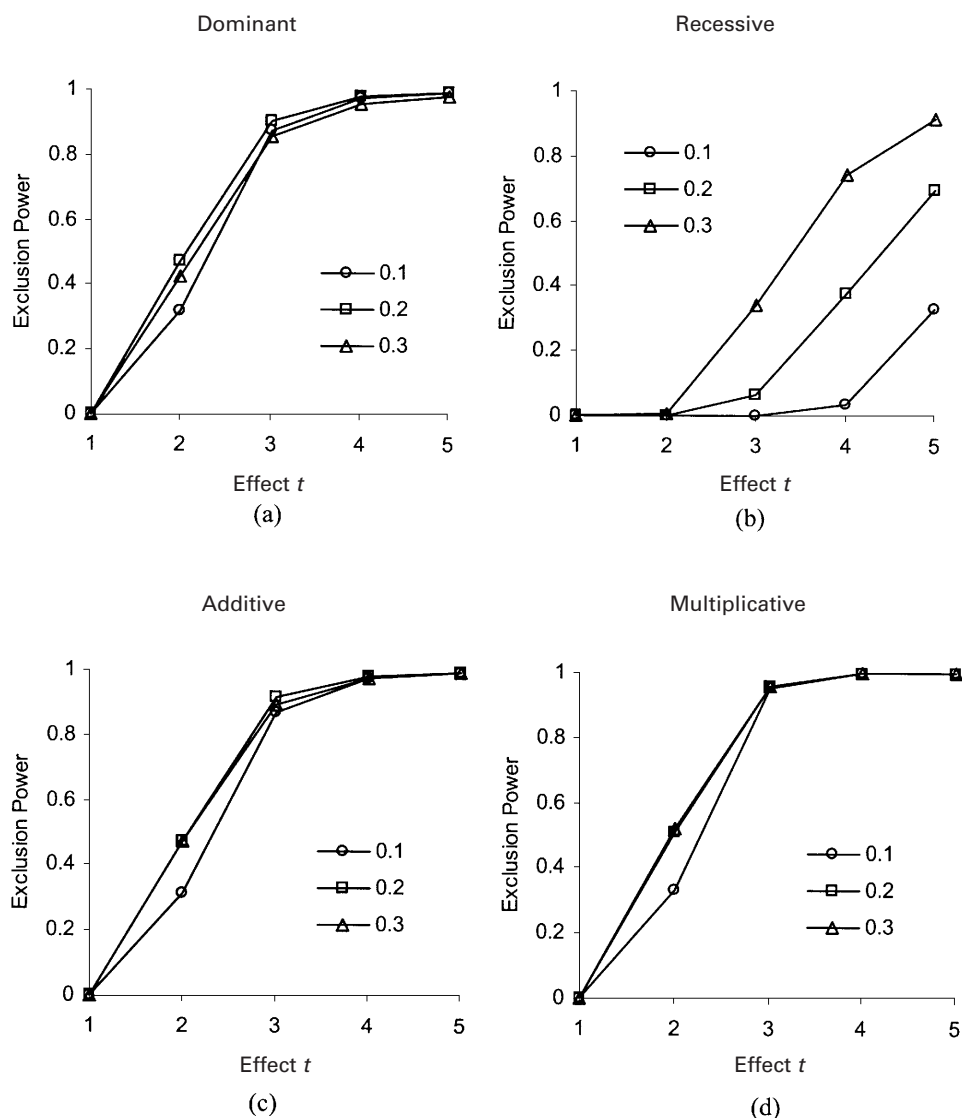 Dominant
1
0.8
0.6
0.4
0.2
0
Exclusion Power
0.1
0.2
0.3
1 2 3 4 5
Effect t
(a)
Recessive
1
0.8
0.6
0.4
0.2
0
Exclusion Power
0.1
0.2
0.3
1 2 3 4 5
Effect t
(b)
Additive
1
0.8
0.6
0.4
0.2
0
Exclusion Power
0.1
0.2
0.3
1 2 3 4 5
Effect t
(c)
Multiplicative
1
0.8
0.6
0.4
0.2
0
Exclusion Power
0.1
0.2
0.3
1 2 3 4 5
Effect t
(d)